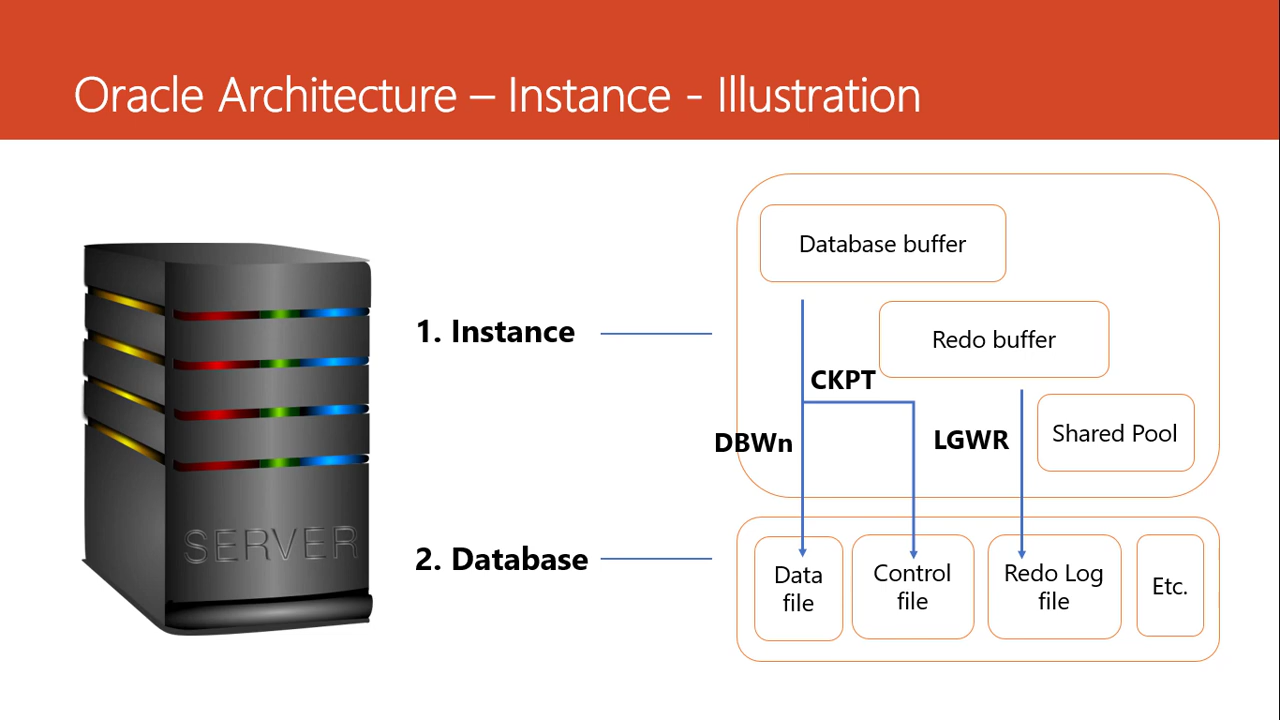 Oracle Architecture – Instance - Illustration
Database buffer
1. Instance
Redo buffer
CKPT
DBWn
LGWR
Shared Pool
SERVER
2. Database
Data
file
Control
file
Redo Log
file
Etc.